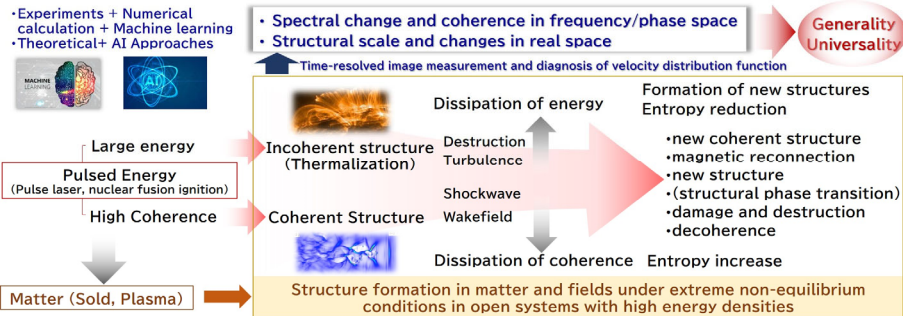 •Experiments + Numerical
calculation + Machine learning
•Theoretical+ AI Approaches
MACHINE
LEARNING
AI
• Spectral change and coherence in frequency/phase space
• Structural scale and changes in real space
Generality
Universality
Time-resolved image measurement and diagnosis of velocity distribution function
Large energy
Pulsed Energy
(Pulse laser, nuclear fusion ignition)
High Coherence
Matter (Sold, Plasma)
Incoherent structure
(Thermalization)
Coherent Structure
Dissipation of energy
Destruction
Turbulence
Shockwave
Wakefield
Dissipation of coherence
Formation of new structures
Entropy reduction
•new coherent structure
•magnetic reconnection
•new structure
•(structural phase transition)
•damage and destruction
•decoherence
Entropy increase
Structure formation in matter and fields under extreme non-equilibrium
conditions in open systems with high energy densities